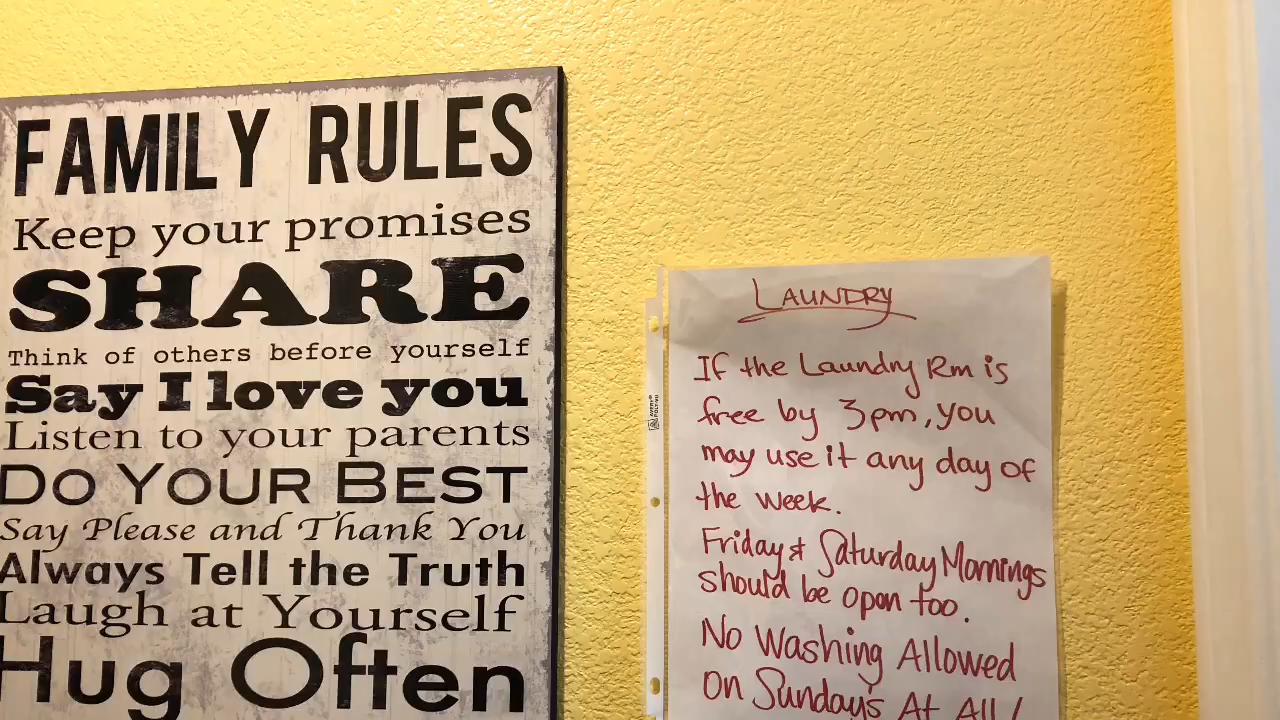 FAMILY RULES
Keep your promises
SHARE
Think of others before yourself
Say I love you
Listen to your parents
DO YOUR BEST
Say Please and Thank You
Always Tell the Truth
Laugh at Yourself
Hug Often
LAUNDRY
If the Laundry Rm is
free by 3pm, you
may use it any day of
the week.
Friday & Saturday Mornings
should be open too.
No Washing Allowed
on Sunday's At All!